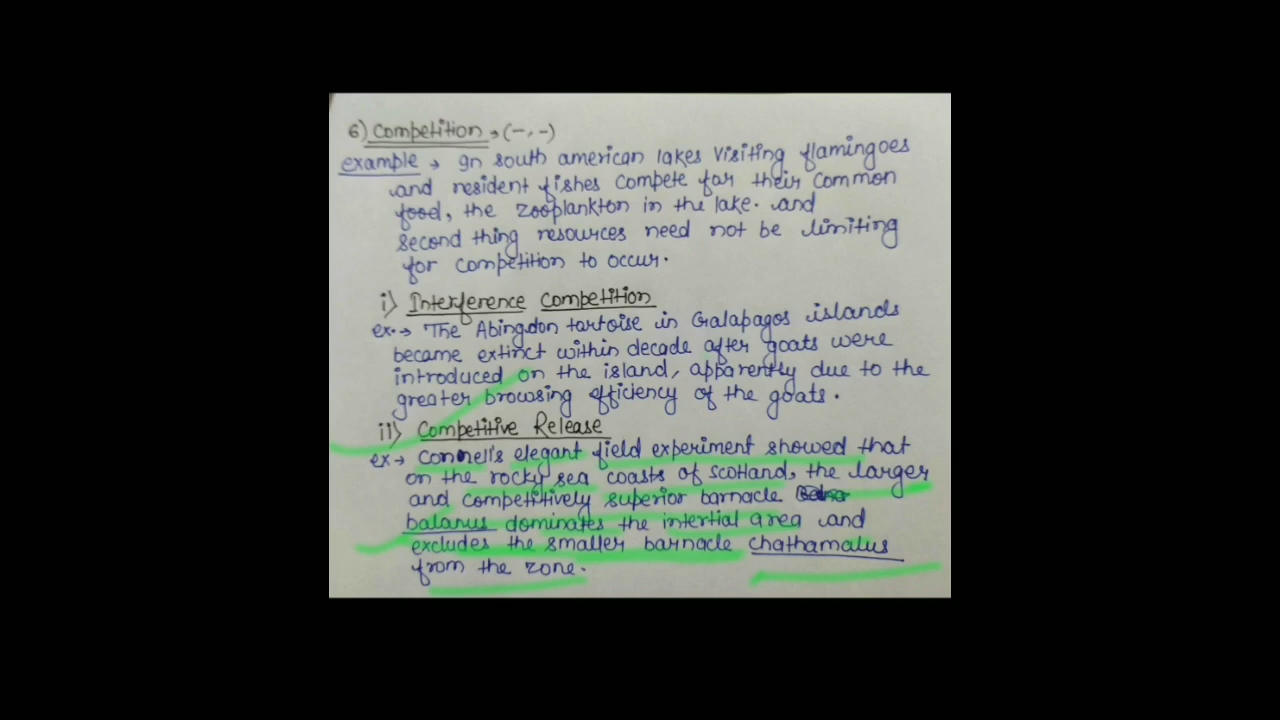 6) Competition → (-, -)
example → In south american lakes visiting flamingoes
and resident fishes compete for their common
food, the zooplankton in the lake. and
second thing resources need not be limiting
for competition to occur.
i) Interference Competition
ex. → The Abingdon tartoise in Galapagos islands
became extinct within decade after goats were
introduced on the island, apparently due to the
greater browsing efficiency of the goats.
ii) Competitive Release
ex → Connell's elegant field experiment showed that
on the rocky sea coasts of scotland, the larger
and competitively superior barnacle
balanus dominates the intertial area and
excludes the smaller barnacle chathamalus
from the zone.